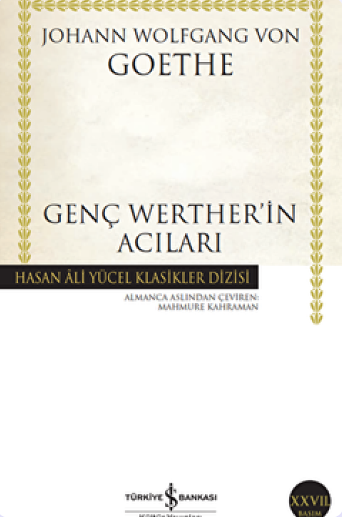 JOHANN WOLFGANG VON
GOETHE
GENÇ WERTHER'İN
ACILARI
HASAN ÂLİ YÜCEL KLASİKLER DİZİSİ
ALMANCA ASLINDAN ÇEVİREN:
MAHMURE KAHRAMAN
XXVII.
BASIM
TÜRKİYE İŞ BANKASI